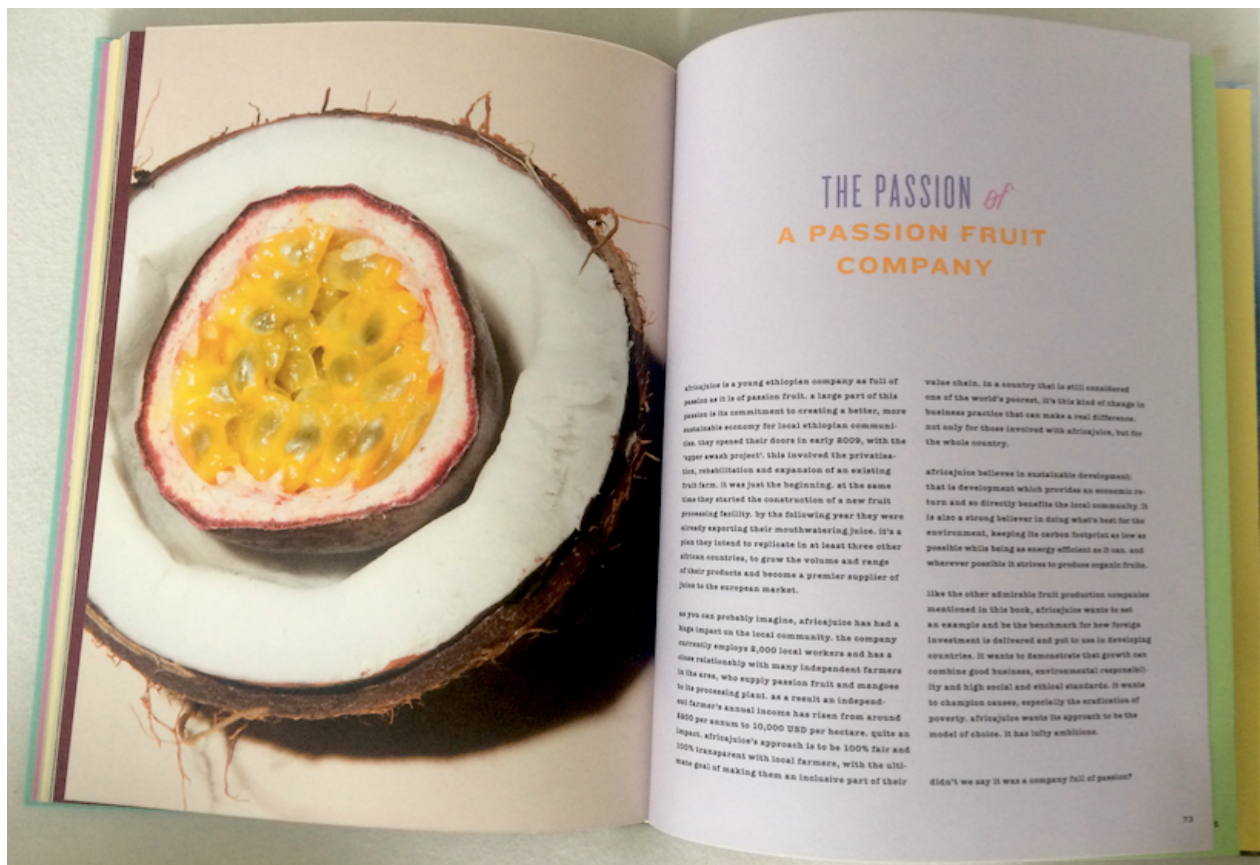 THE PASSION of
A PASSION FRUIT
COMPANY
africajuice is a young ethiopian company as full of
passion as it is of passion fruit. a large part of this
passion is its commitment to creating a better, more
sustainable economy for local ethiopian communi-
ties. they opened their doors in early 2009, with the
'upper awash project'. this involved the privatisa-
tion, rehabilitation and expansion of an existing
fruit farm. it was just the beginning. at the same
time they started the construction of a new fruit
processing facility. by the following year they were
already exporting their mouthwatering juice. it's a
plan they intend to replicate in at least three other
african countries, to grow the volume and range
of their products and become a premier supplier of
juice to the european market.
as you can probably imagine, africajuice has had a
huge impact on the local community. the company
currently employs 2,000 local workers and has a
close relationship with many independent farmers
in the area, who supply passion fruit and mangoes
to its processing plant. as a result an independ-
ent farmer's annual income has risen from around
per annum to 10,000 USD per hectare. quite an
impact. africajuice's approach is to be 100% fair and
100% transparent with local farmers, with the ulti-
mate goal of making them an inclusive part of their
value chain. in a country that is still considered
one of the world's poorest, it's this kind of change in
business practice that can make a real difference.
not only for those involved with africajuice, but for
the whole country.
africajuice believes in sustainable development:
that is development which provides an economic re-
turn and so directly benefits the local community. it
is also a strong believer in doing what's best for the
environment, keeping its carbon footprint as low as
possible while being as energy efficient as it can. and
wherever possible it strives to produce organic fruits.
like the other admirable fruit production companies
mentioned in this book, africajuice wants to set
an example and be the benchmark for how foreign
investment is delivered and put to use in developing
countries. it wants to demonstrate that growth can
combine good business, environmental responsibil-
ity and high social and ethical standards. it wants
to champion causes, especially the eradication of
poverty. africajuice wants its approach to be the
model of choice. it has lofty ambitions.
didn't we say it was a company full of passion?
73